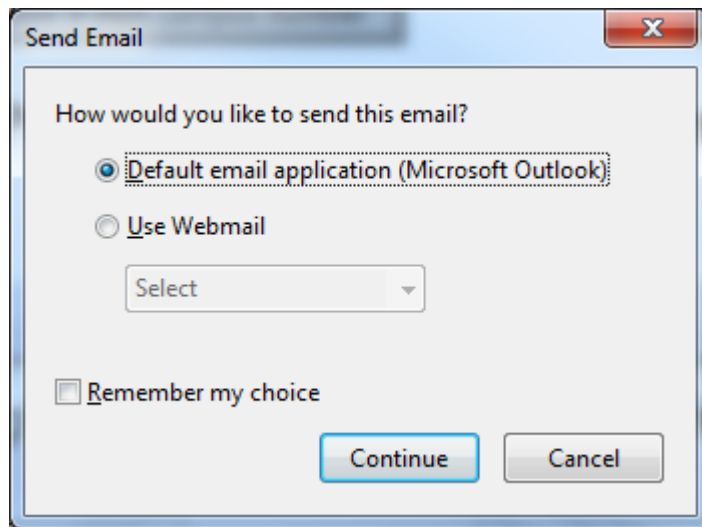 Send Email
How would you like to send this email?
Default email application (Microsoft Outlook)
Use Webmail
Select
Remember my choice
Continue
Cancel